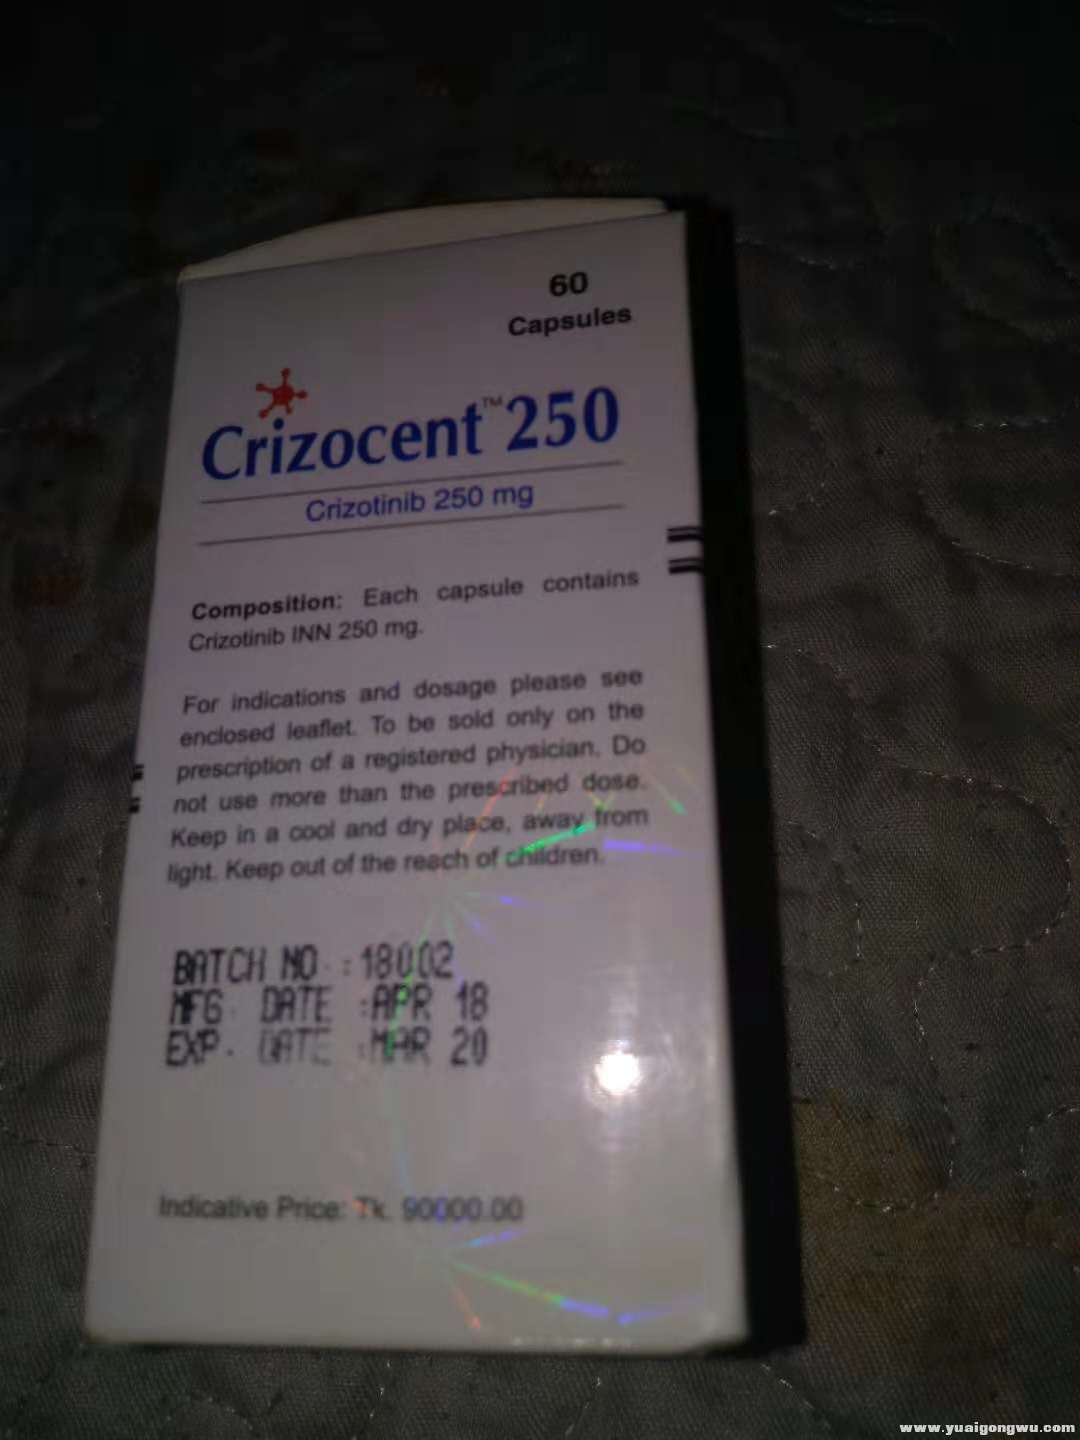 60
Capsules
Crizocent™250
Crizotinib 250 mg
Composition: Each capsule contains
Crizotinib INN 250 mg.
For indications and dosage please see
enclosed leaflet. To be sold only on the
prescription of a registered physician. Do
not use more than the prescribed dose.
Keep in a cool and dry place, away from
light. Keep out of the reach of children.
BATCH NO. :18002
MFG. DATE :APR 18
EXP. DATE :MAR 20
Indicative Price: Tk. 90000.00
www.yuaigongwu.com